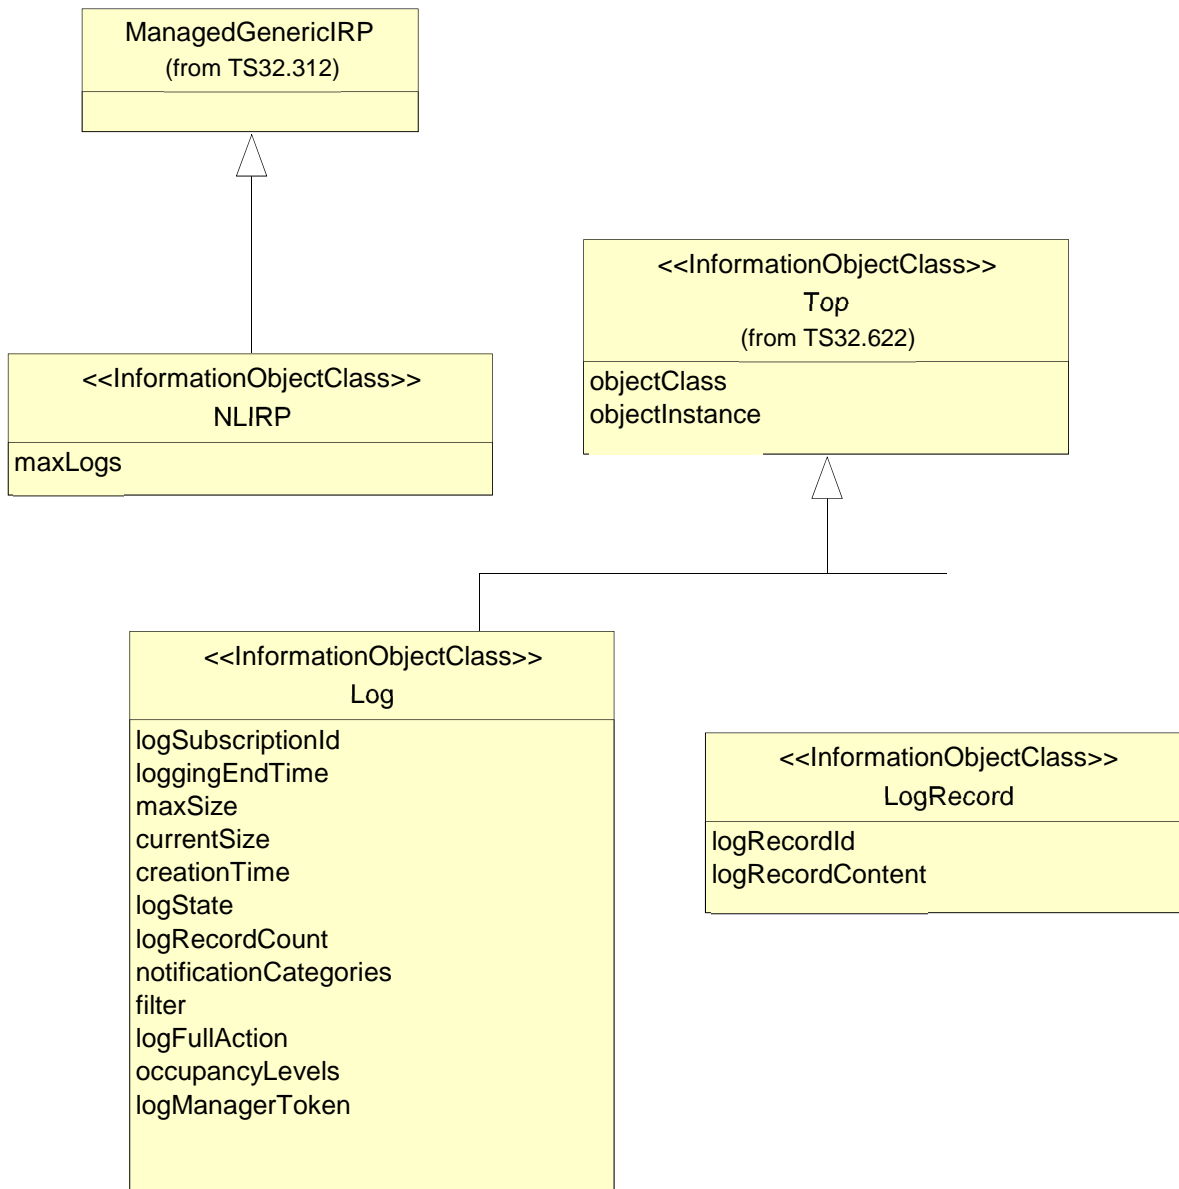 ManagedGenericIRP
(from TS32.312)
<<InformationObjectClass>>
Top
(from TS32.622)
objectClass
objectInstance
<<InformationObjectClass>>
NLIRP
maxLogs
<<InformationObjectClass>>
Log
logSubscriptionId
loggingEndTime
maxSize
currentSize
creationTime
logState
logRecordCount
notificationCategories
filter
logFullAction
occupancyLevels
logManagerToken
<<InformationObjectClass>>
LogRecord
logRecordId
logRecordContent